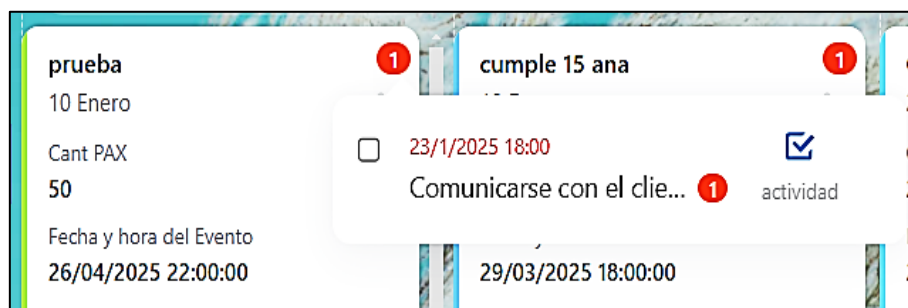 prueba
1
10 Enero
Cant PAX
50
Fecha y hora del Evento
26/04/2025 22:00:00
cumple 15 ana
1
23/1/2025 18:00
Comunicarse con el clie... 1
actividad
29/03/2025 18:00:00